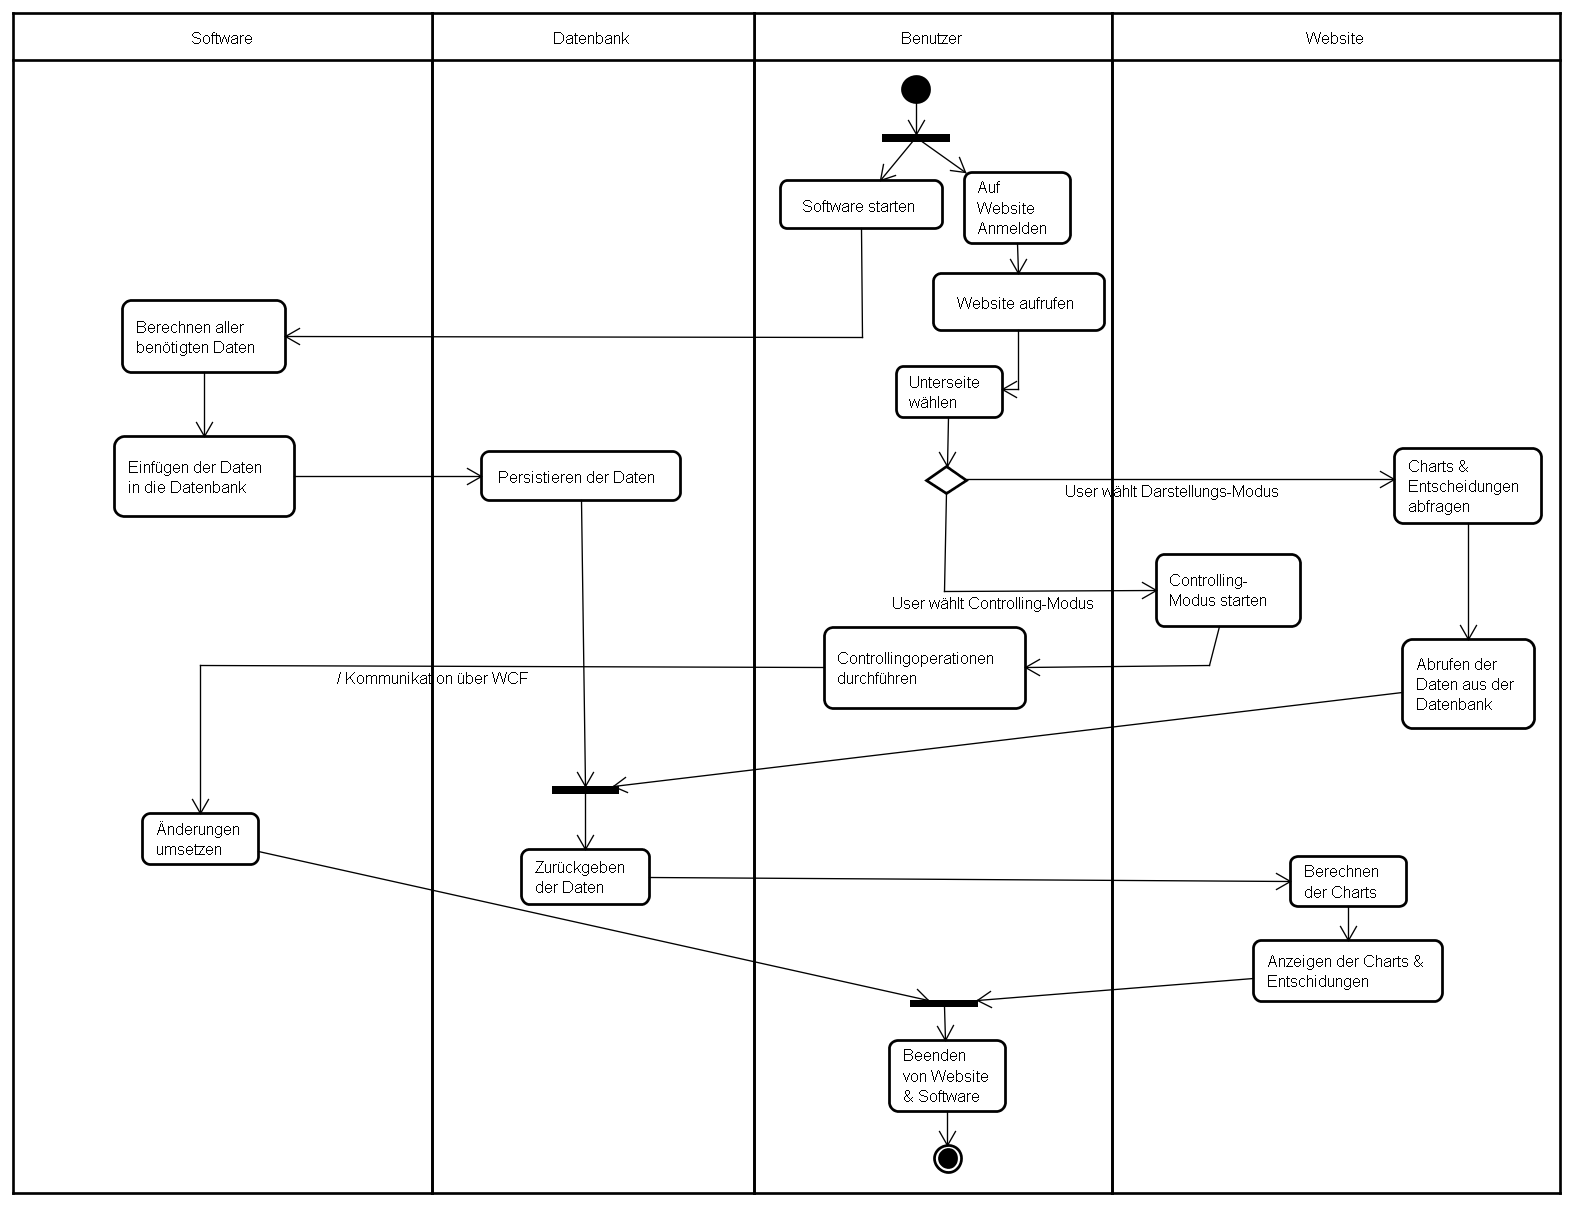 Software
Datenbank
Benutzer
Website
Software starten
Auf
Website
Anmelden
Website aufrufen
Berechnen aller
benötigten Daten
Unterseite
wählen
Einfügen der Daten
in die Datenbank
Persistieren der Daten
User wählt Darstellungs-Modus
Charts &
Entscheidungen
abfragen
Controlling-
Modus starten
User wählt Controlling-Modus
Controllingoperationen
durchführen
/ Kommunikation über WCF
Abrufen der
Daten aus der
Datenbank
Änderungen
umsetzen
Zurückgeben
der Daten
Berechnen
der Charts
Anzeigen der Charts &
Entschidungen
Beenden
von Website
& Software